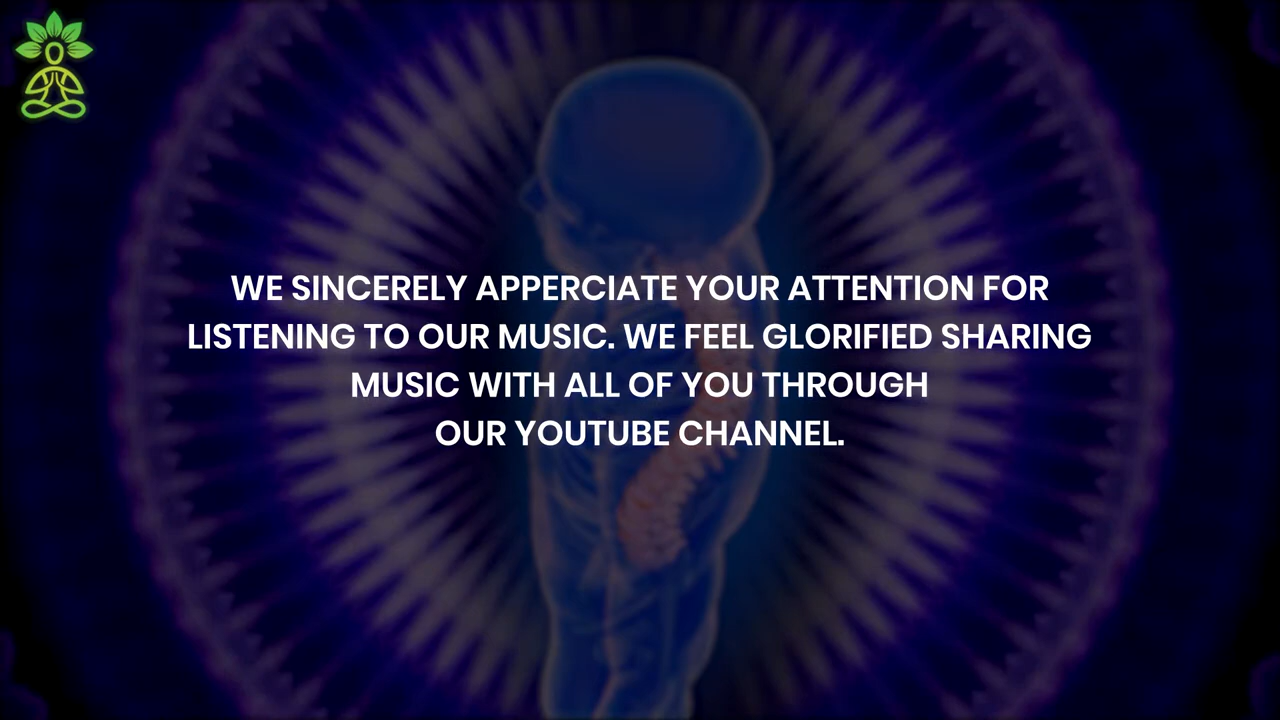 WE SINCERELY APPERCIATE YOUR ATTENTION FOR
LISTENING TO OUR MUSIC. WE FEEL GLORIFIED SHARING
MUSIC WITH ALL OF YOU THROUGH
OUR YOUTUBE CHANNEL.